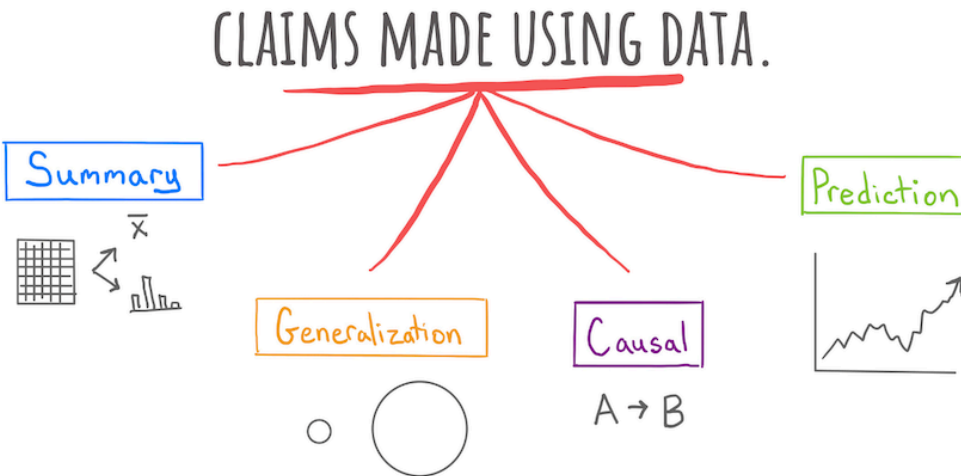 CLAIMS MADE USING DATA.
Summary
x̅
Generalization
Causal
A → B
Prediction